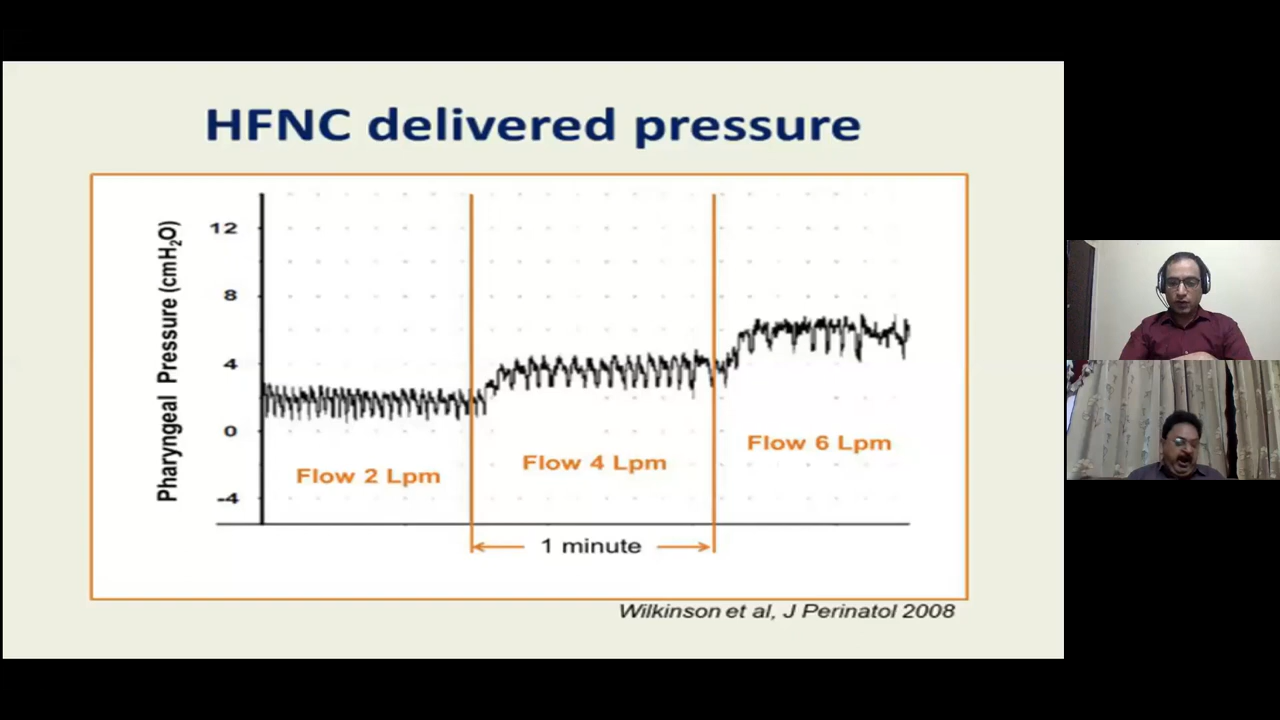 HFNC delivered pressure
Pharyngeal Pressure (cmH₂O)
12
8
4
0
-4
Flow 2 Lpm
Flow 4 Lpm
Flow 6 Lpm
1 minute
Wilkinson et al, J Perinatol 2008